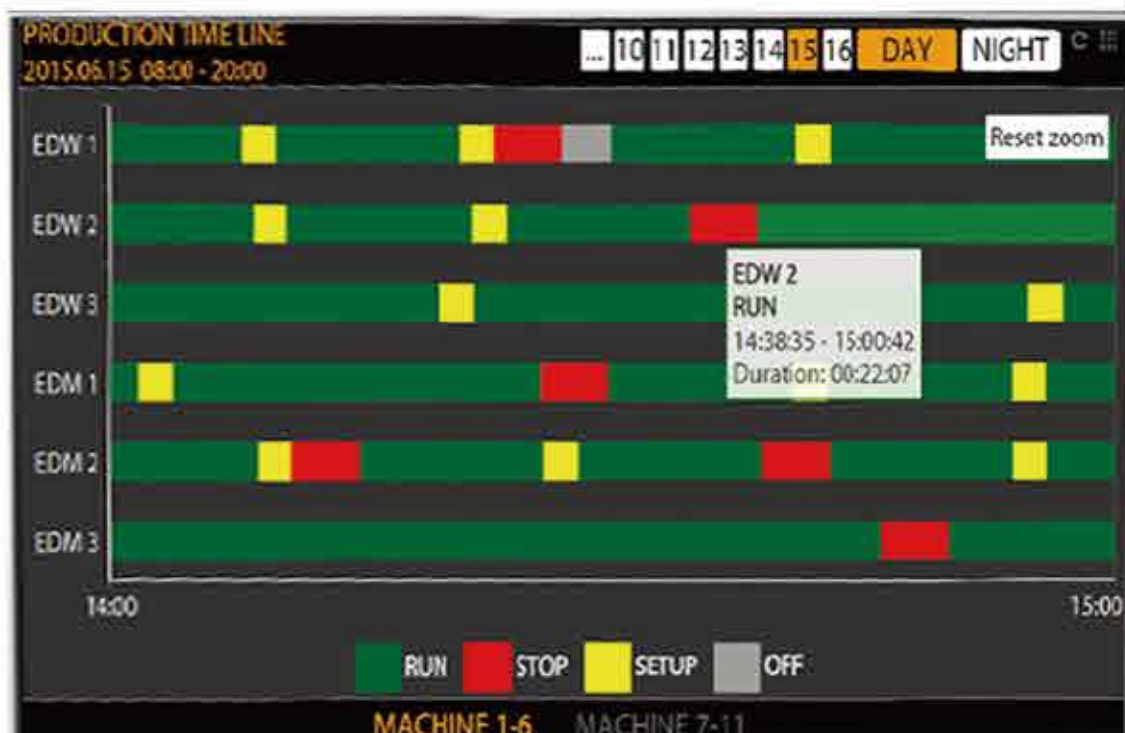 PRODUCTION TIME LINE
2015.06.15 08:00 - 20:00
... 10 11 12 13 14 15 16 DAY NIGHT
Reset zoom
EDW 1
EDW 2
EDW 2
RUN
14:38:35 - 15:00:42
Duration: 00:22:07
EDW 3
EDM 1
EDM 2
EDM 3
14:00 15:00
RUN STOP SETUP OFF
MACHINE 1-6 MACHINE 7-11